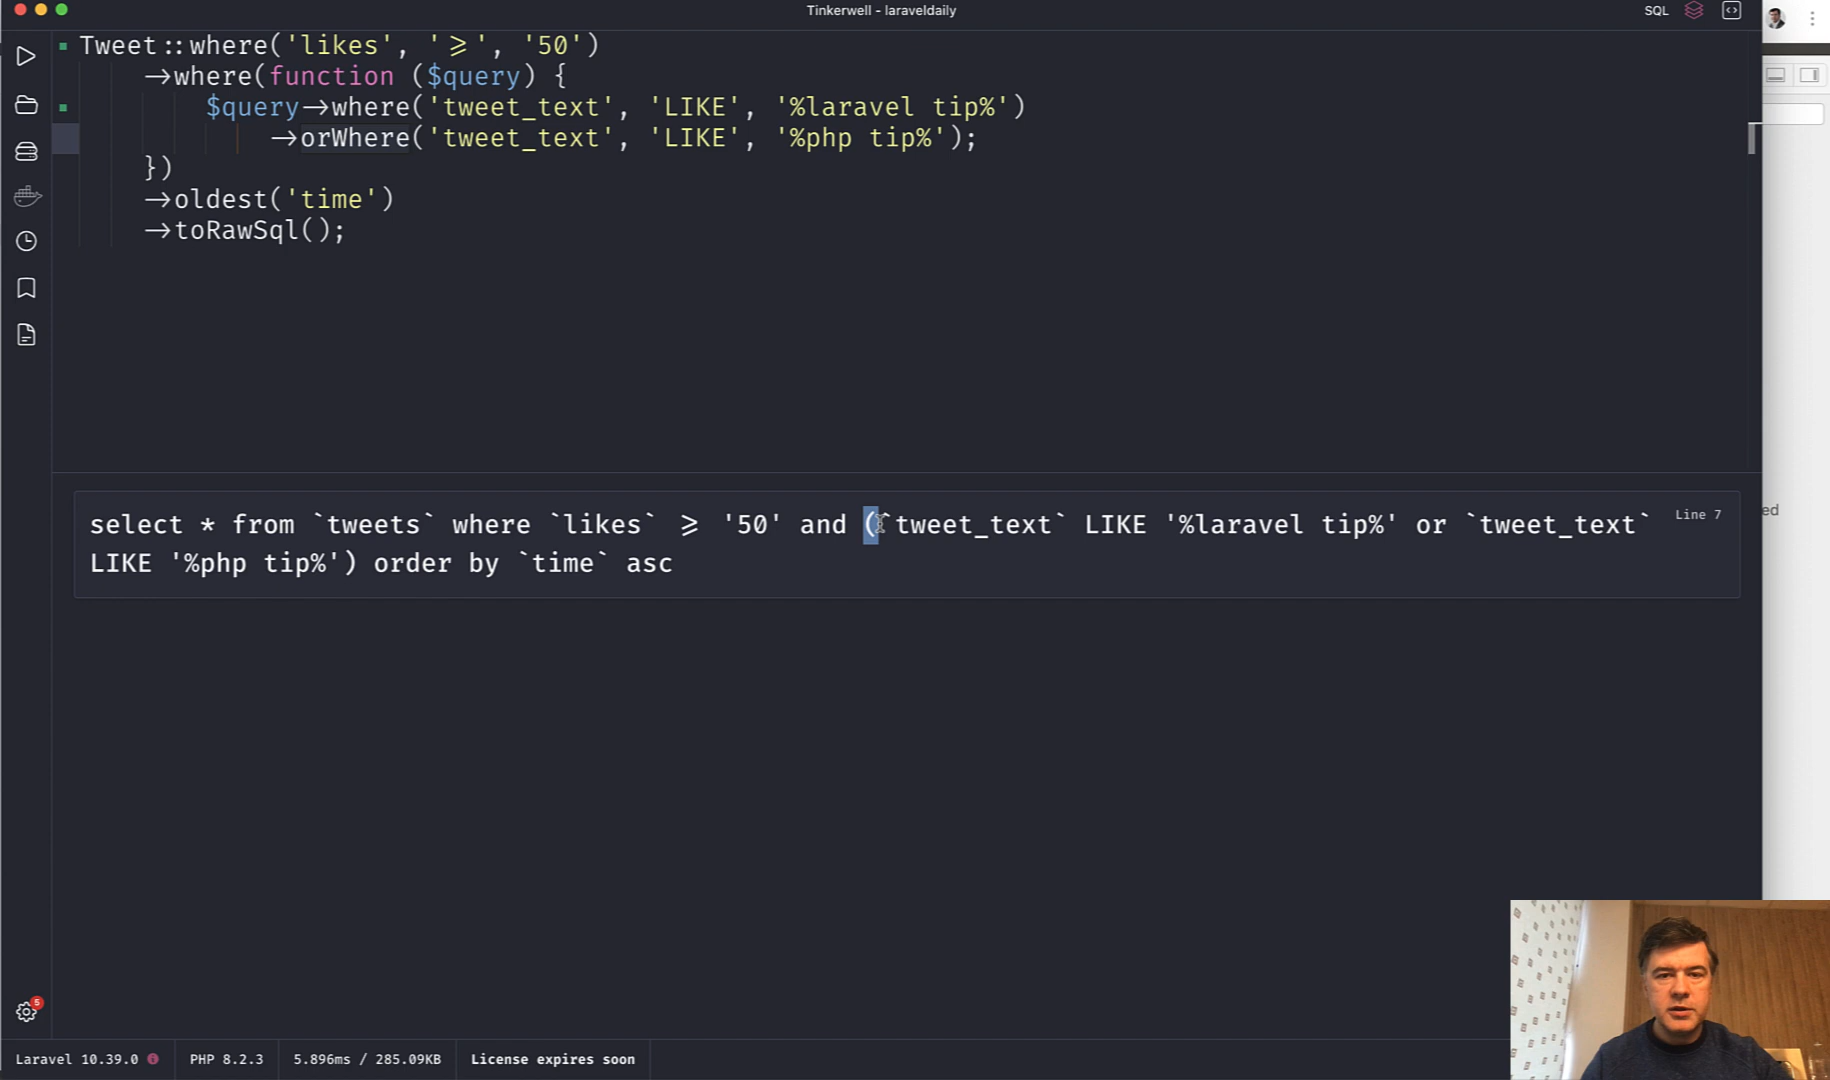 Tinkerwell - laraveldaily
SQL
Tweet::where('likes', '>=', '50')
->where(function ($query) {
$query->where('tweet_text', 'LIKE', '%laravel tip%')
->orWhere('tweet_text', 'LIKE', '%php tip%');
})
->oldest('time')
->toRawSql();
select * from `tweets` where `likes` >= '50' and (`tweet_text` LIKE '%laravel tip%' or `tweet_text`
LIKE '%php tip%') order by `time` asc
Line 7
ed
5
Laravel 10.39.0
PHP 8.2.3
5.896ms / 285.09KB
License expires soon